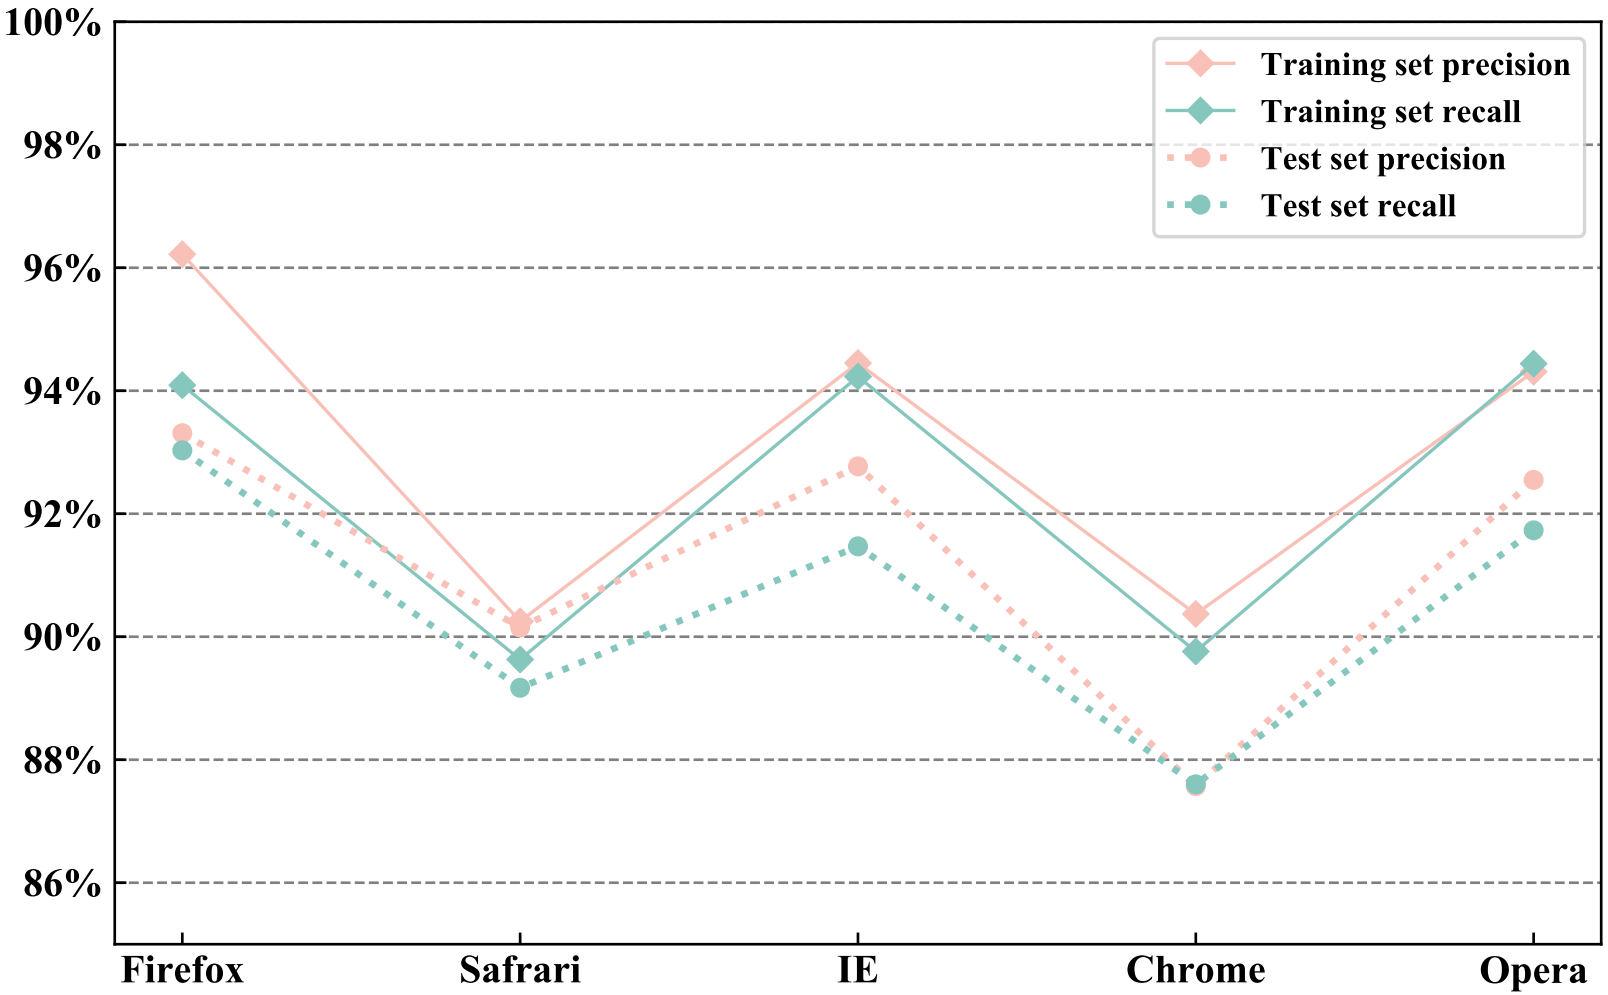 100%
98%
96%
94%
92%
90%
88%
86%
Training set precision
Training set recall
Test set precision
Test set recall
Firefox Safrari IE Chrome Opera